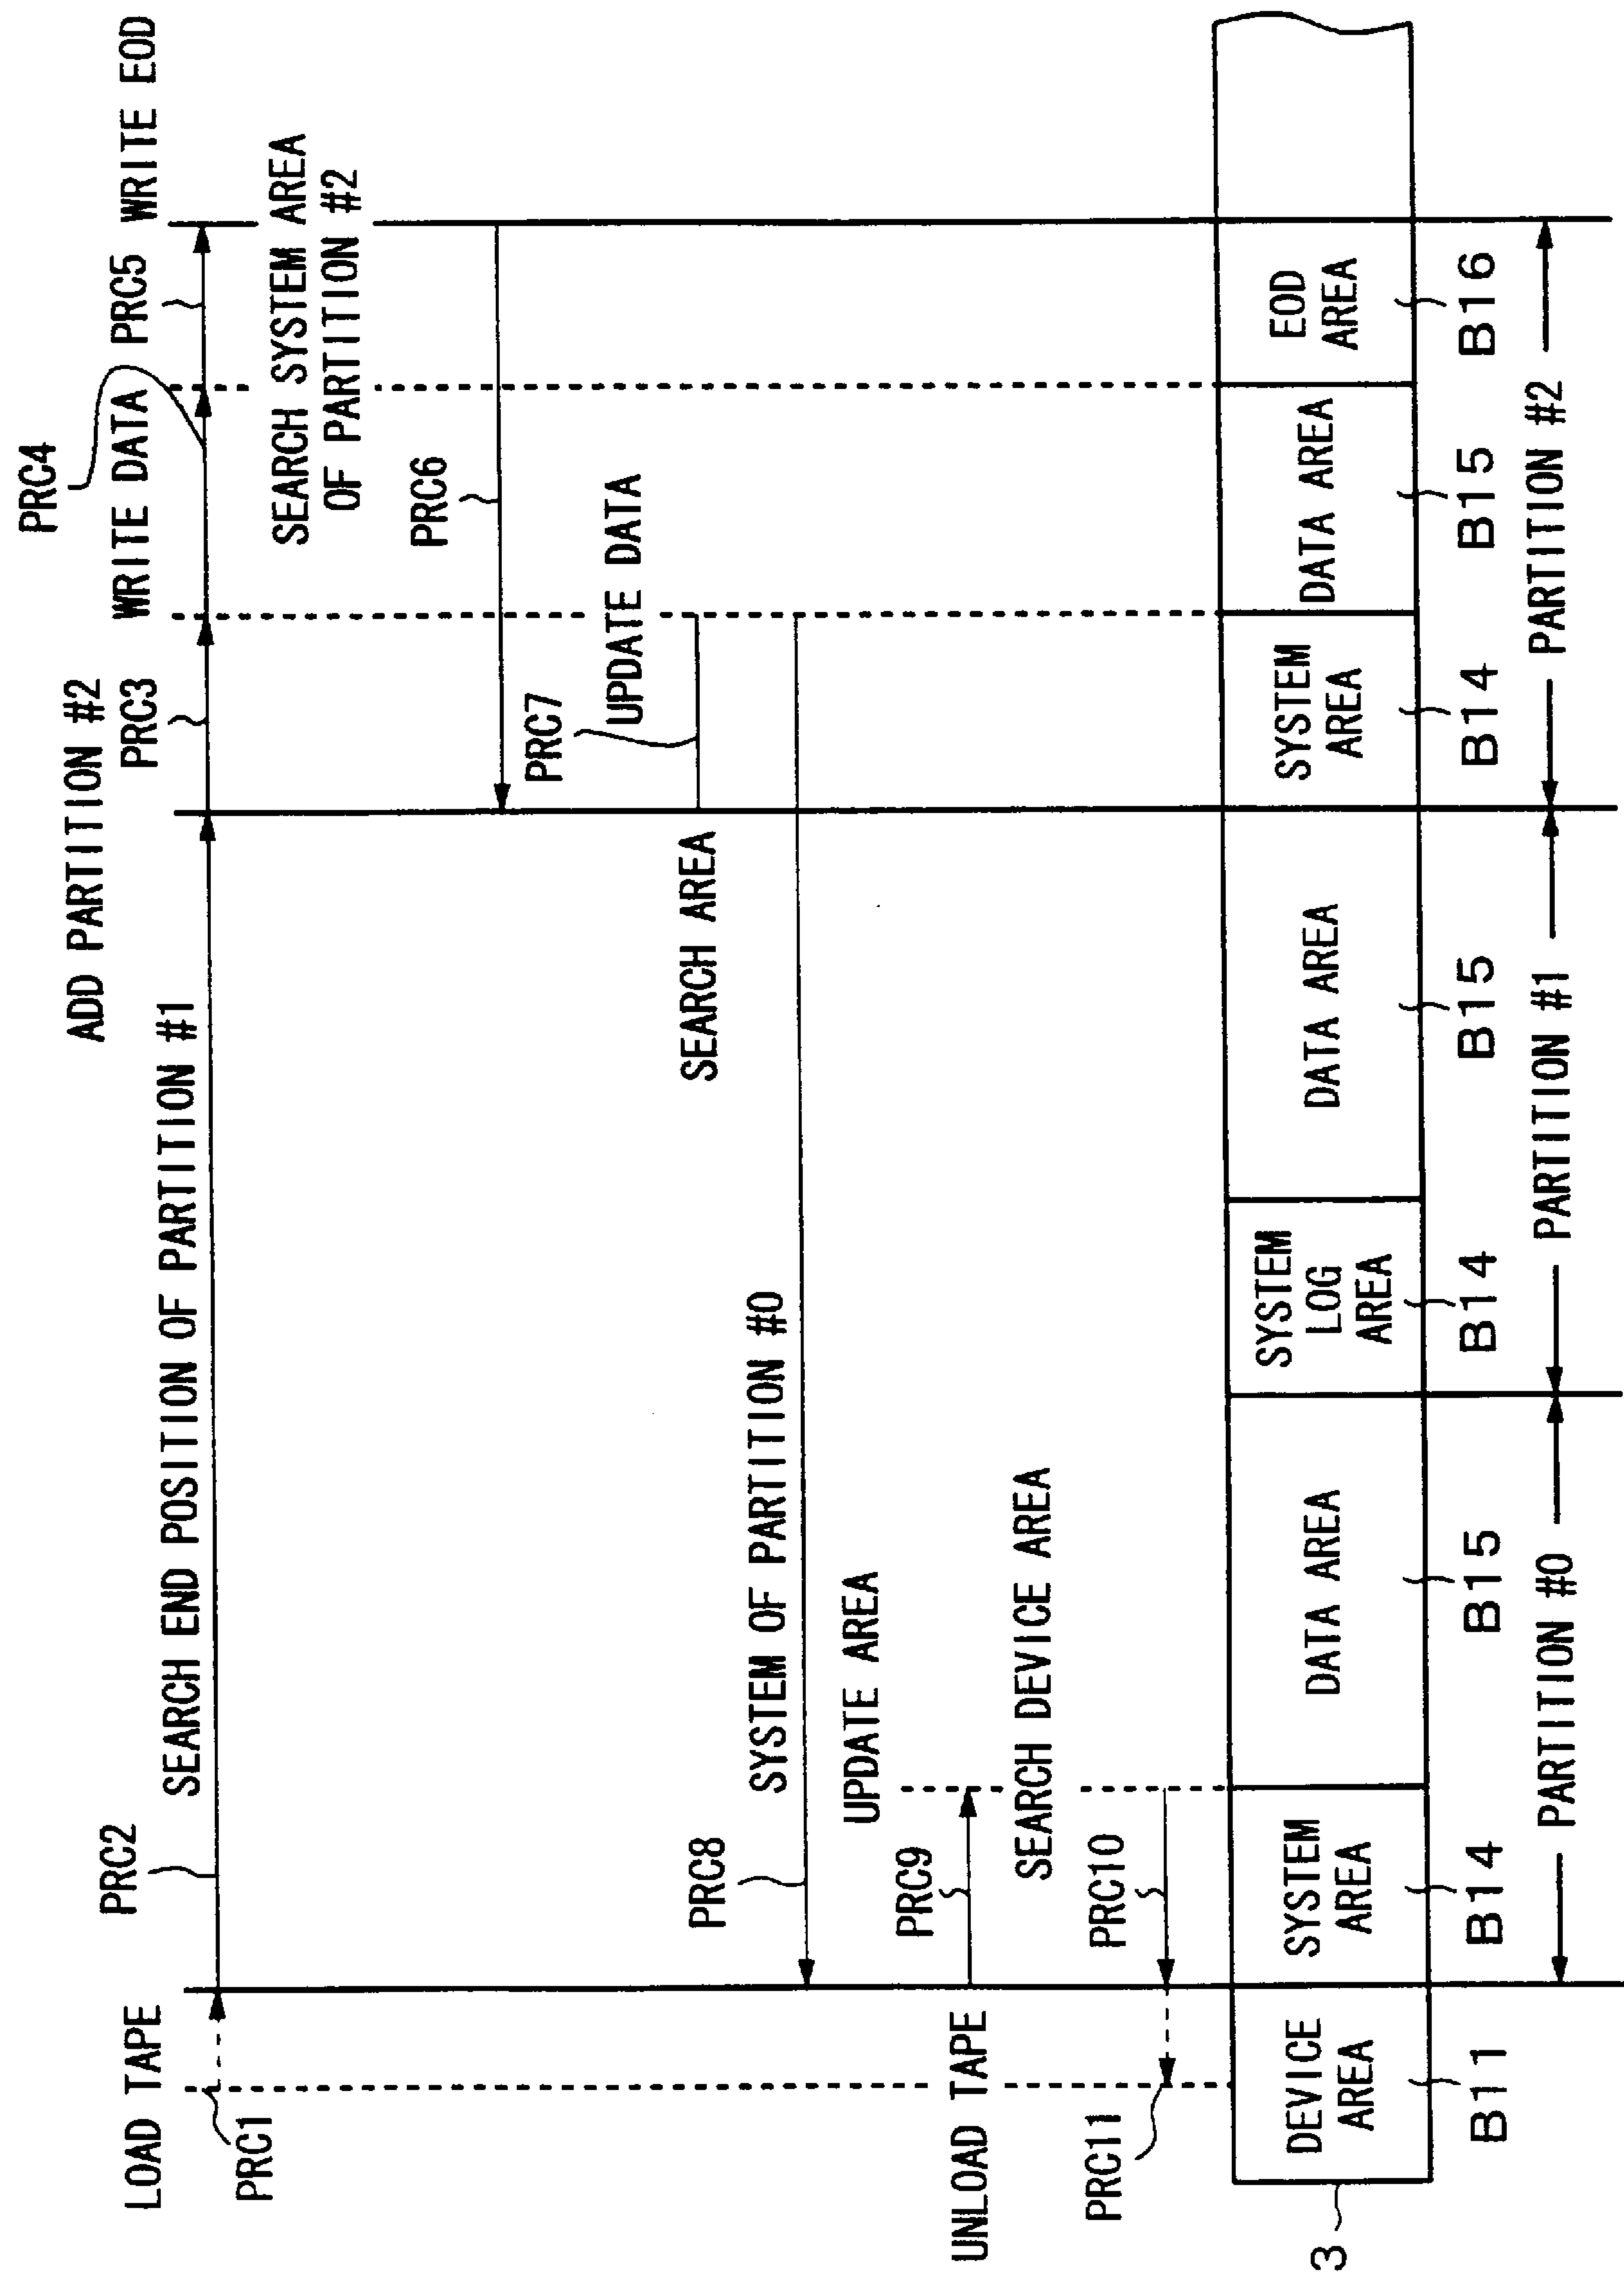 LOAD TAPE
PRC1
PRC2
SEARCH END POSITION OF PARTITION #1
ADD PARTITION #2
PRC3
WRITE DATA
PRC4
PRC5
WRITE EOD
SEARCH SYSTEM AREA
OF PARTITION #2
PRC6
PRC7
UPDATE DATA
SEARCH AREA
SYSTEM OF PARTITION #0
PRC8
UPDATE AREA
PRC9
SEARCH DEVICE AREA
PRC10
UNLOAD TAPE
PRC11
3
DEVICE
AREA
SYSTEM
AREA
DATA AREA
SYSTEM
LOG
AREA
DATA AREA
SYSTEM
AREA
DATA AREA
EOD
AREA
B11
B14
B15
B14
B15
B14
B15
B16
PARTITION #0
PARTITION #1
PARTITION #2